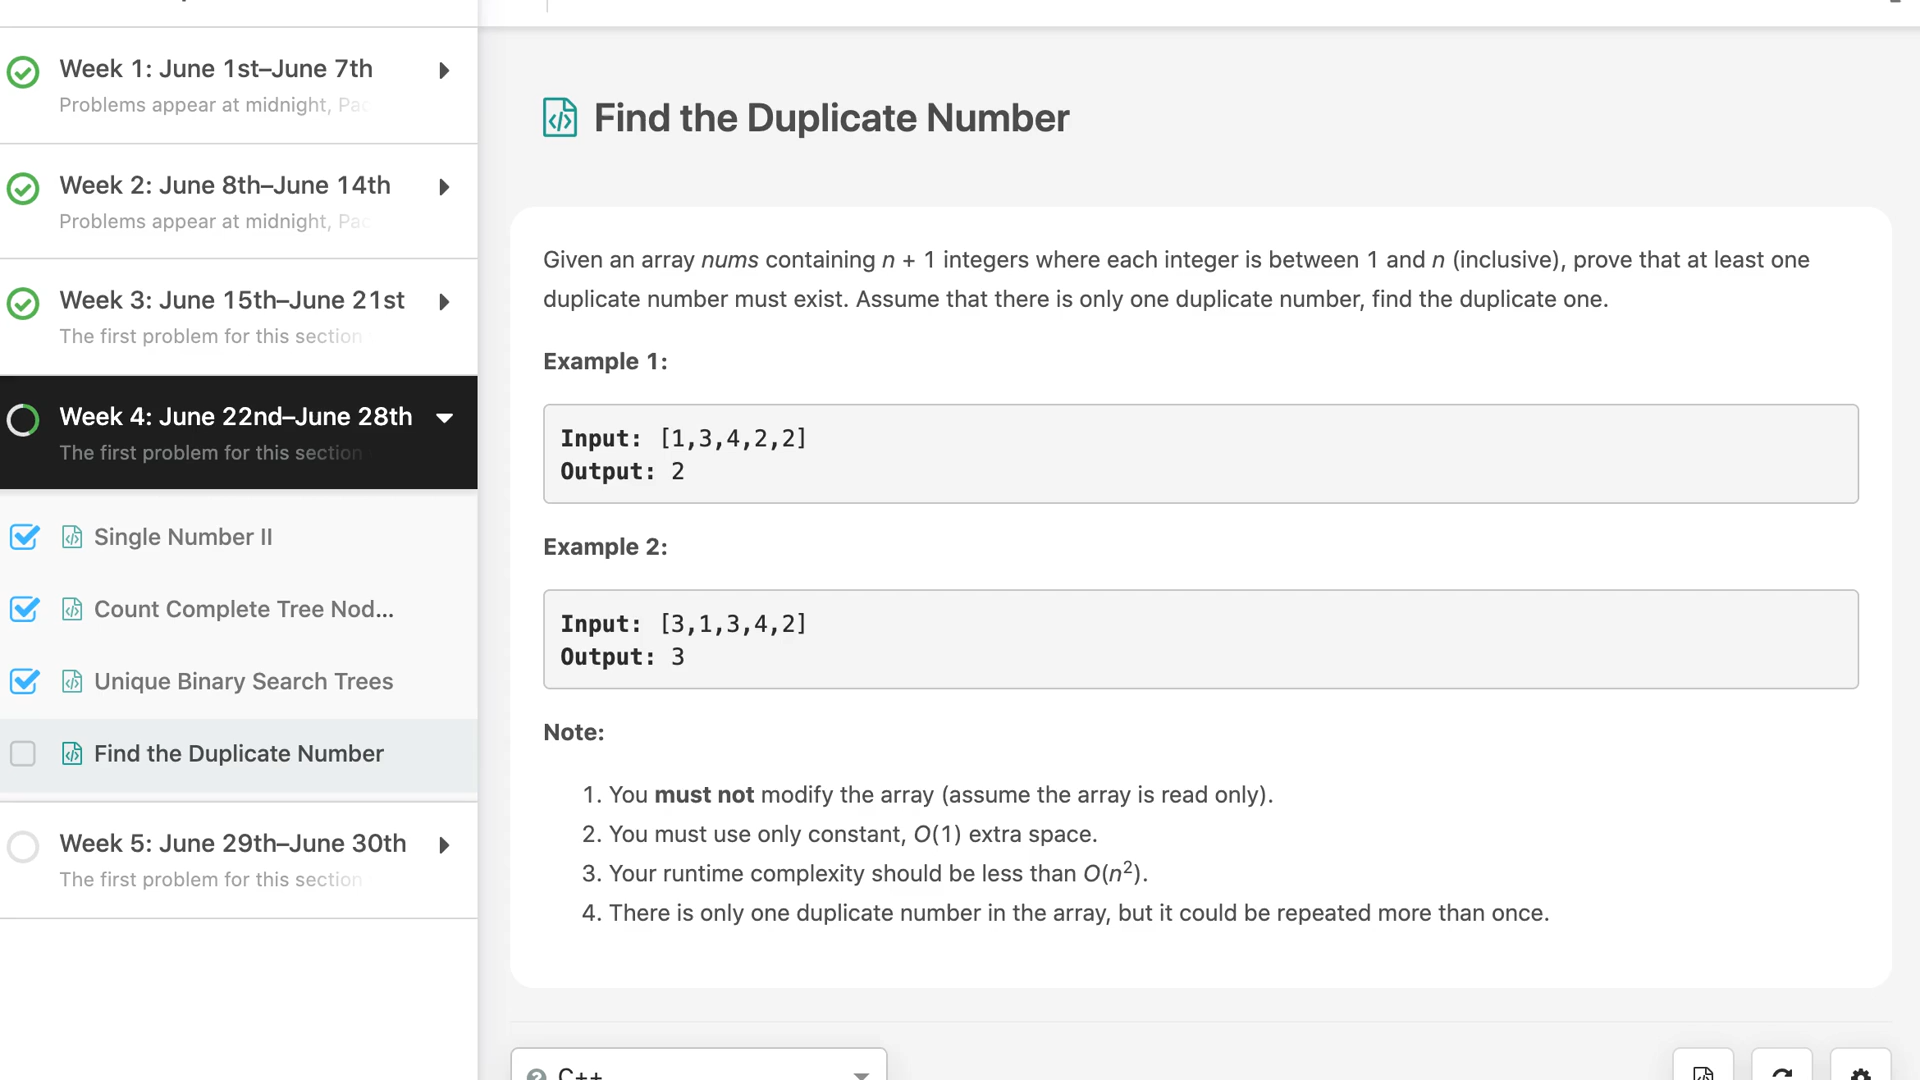 Week 1: June 1st–June 7th
Problems appear at midnight, Pac
Week 2: June 8th–June 14th
Problems appear at midnight, Pac
Week 3: June 15th–June 21st
The first problem for this section
Week 4: June 22nd–June 28th
The first problem for this section
Single Number II
Count Complete Tree Nod...
Unique Binary Search Trees
Find the Duplicate Number
Week 5: June 29th–June 30th
The first problem for this section
Find the Duplicate Number
Given an array nums containing n + 1 integers where each integer is between 1 and n (inclusive), prove that at least one
duplicate number must exist. Assume that there is only one duplicate number, find the duplicate one.
Example 1:
Input: [1,3,4,2,2]
Output: 2
Example 2:
Input: [3,1,3,4,2]
Output: 3
Note:
1. You must not modify the array (assume the array is read only).
2. You must use only constant, O(1) extra space.
3. Your runtime complexity should be less than O(n²).
4. There is only one duplicate number in the array, but it could be repeated more than once.
C++